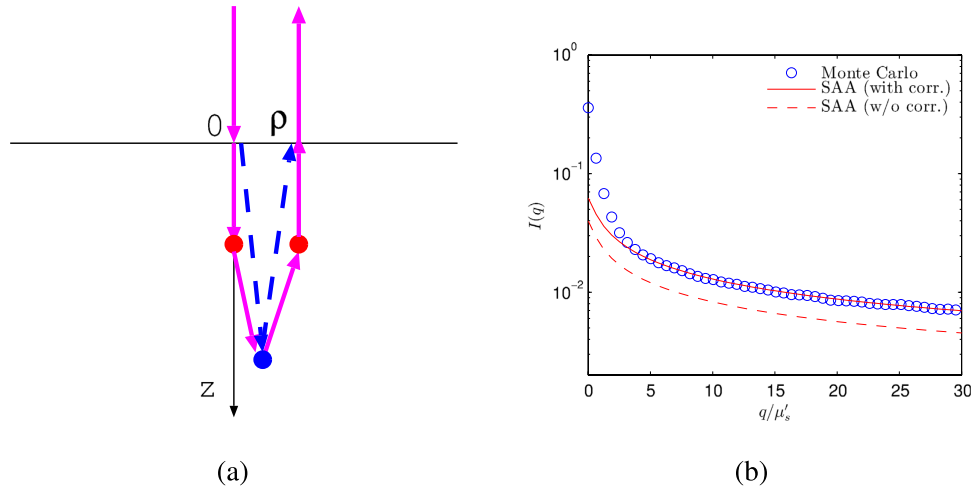 0
ρ
z
(a)
10^0
10^-1
10^-2
I(q)
Monte Carlo
SAA (with corr.)
SAA (w/o corr.)
0 5 10 15 20 25 30
q/μ′_s
(b)